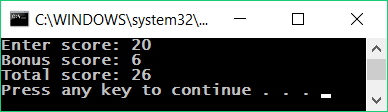 C:\WINDOWS\system32\...
Enter score: 20
Bonus score: 6
Total score: 26
Press any key to continue . . .